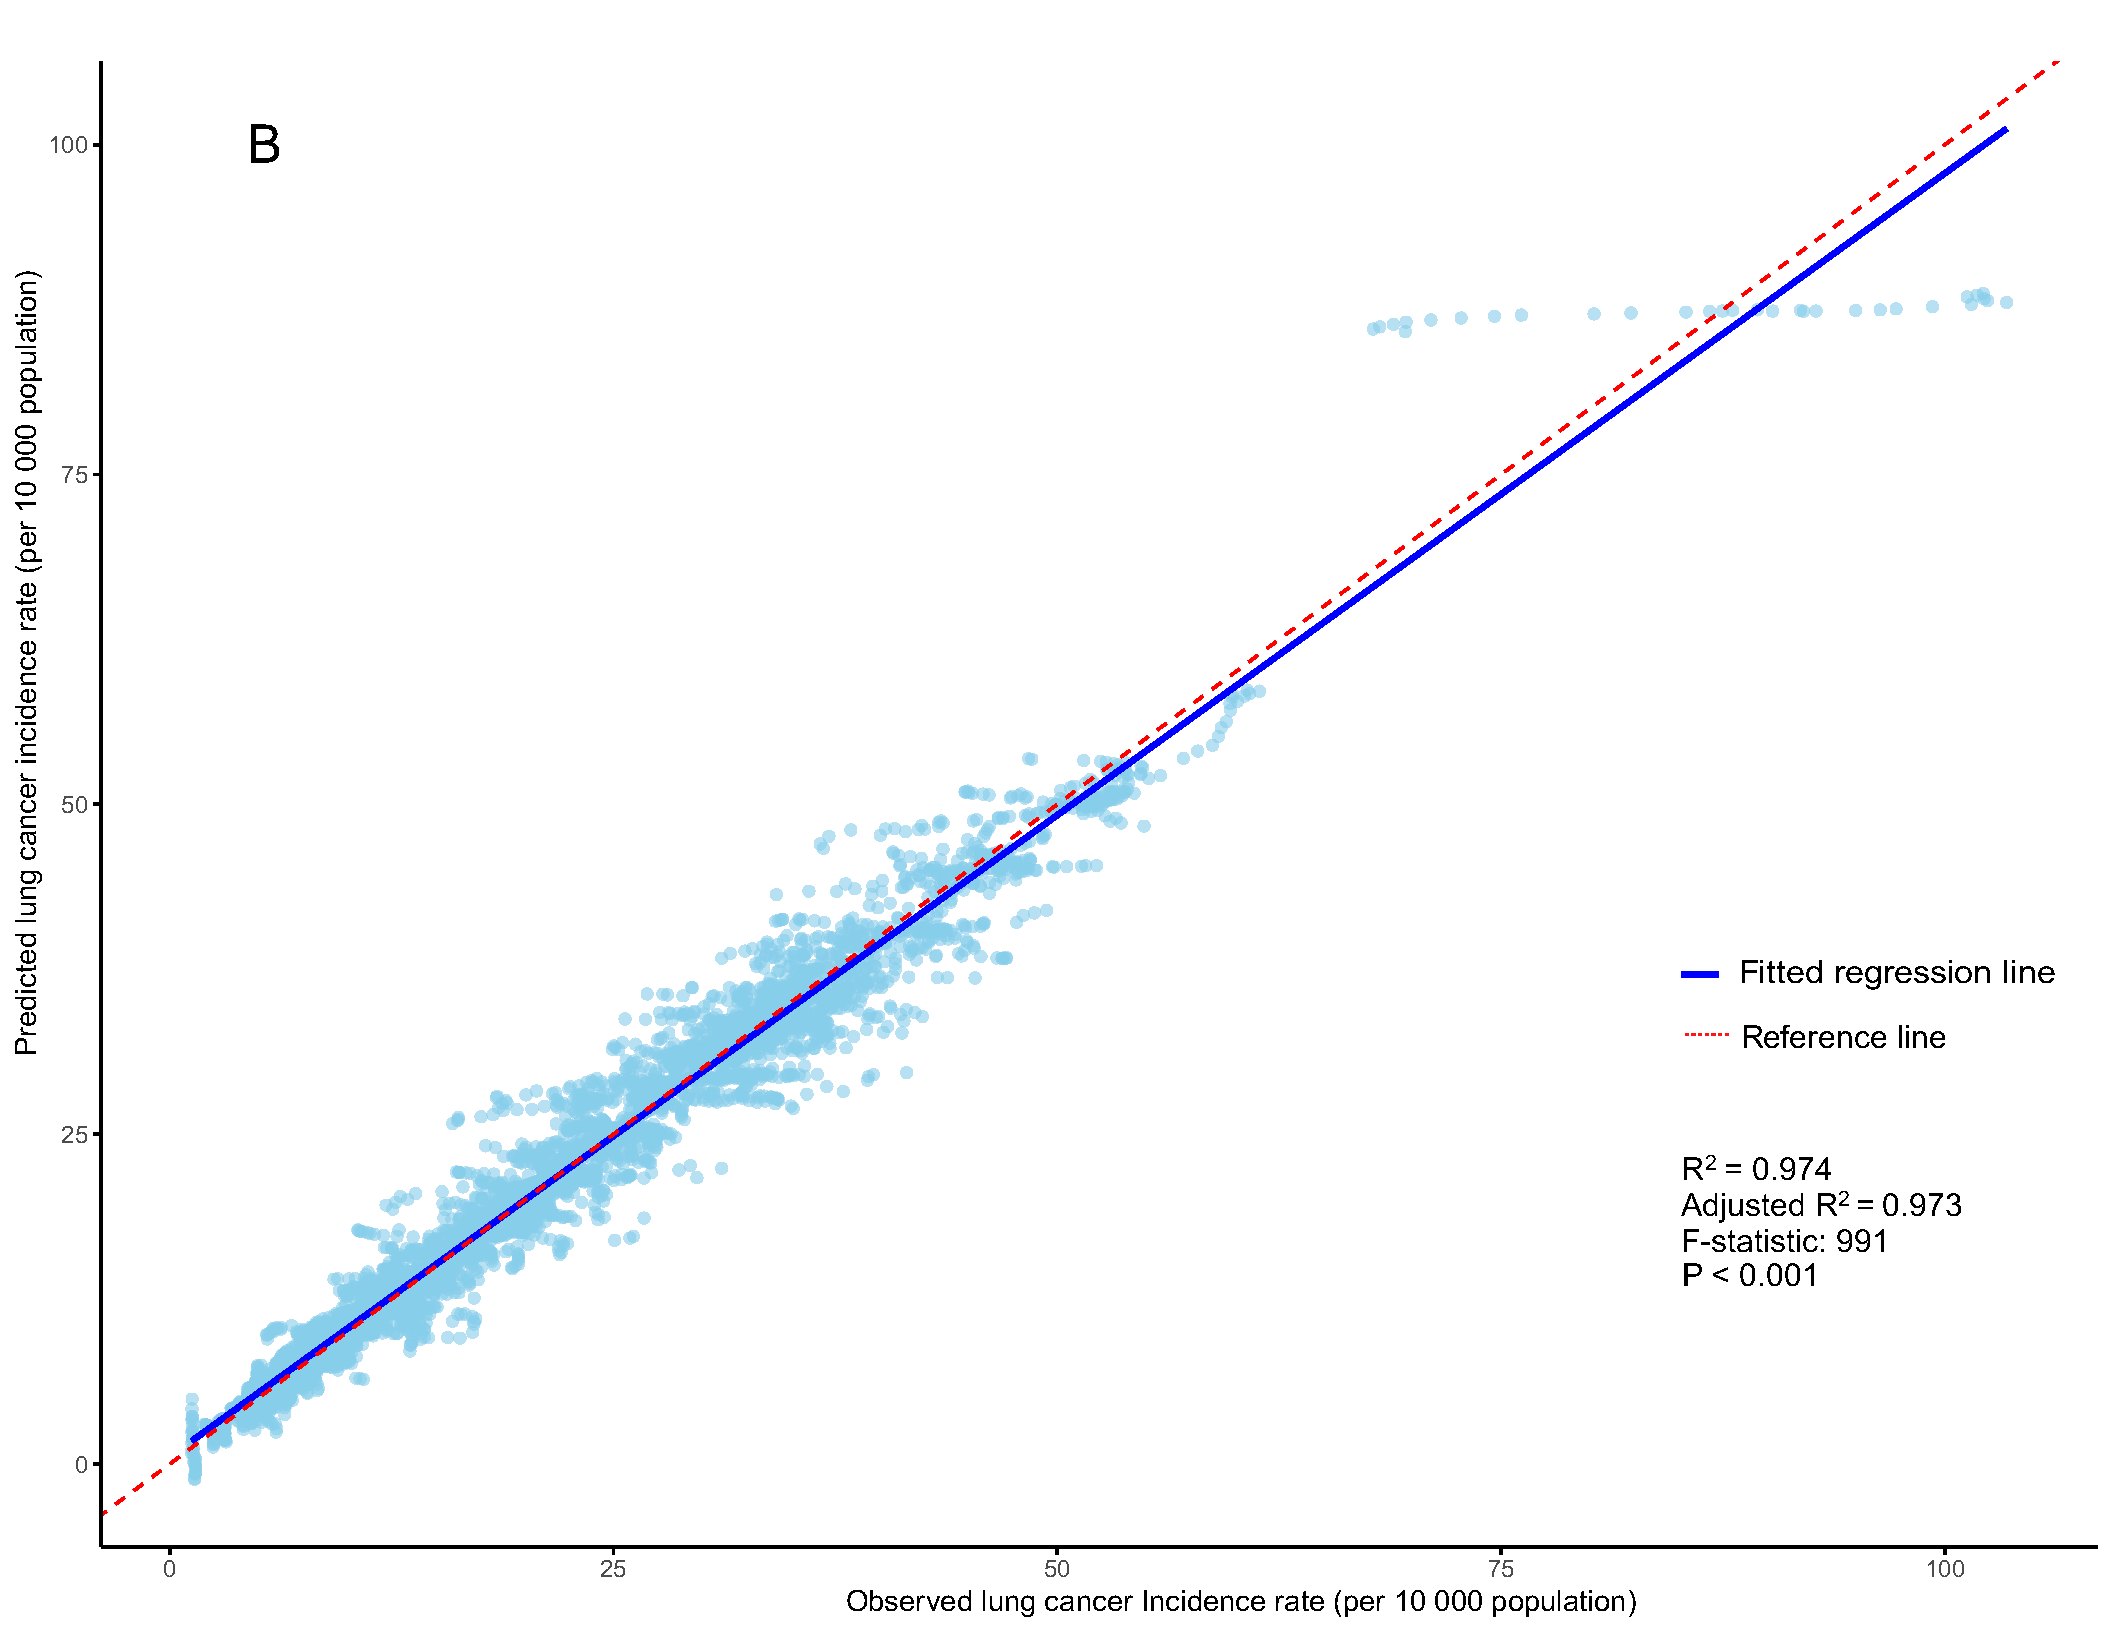 B
100
75
50
25
0
Predicted lung cancer incidence rate (per 10 000 population)
Fitted regression line
Reference line
R² = 0.974
Adjusted R² = 0.973
F-statistic: 991
P < 0.001
0 25 50 75 100
Observed lung cancer Incidence rate (per 10 000 population)